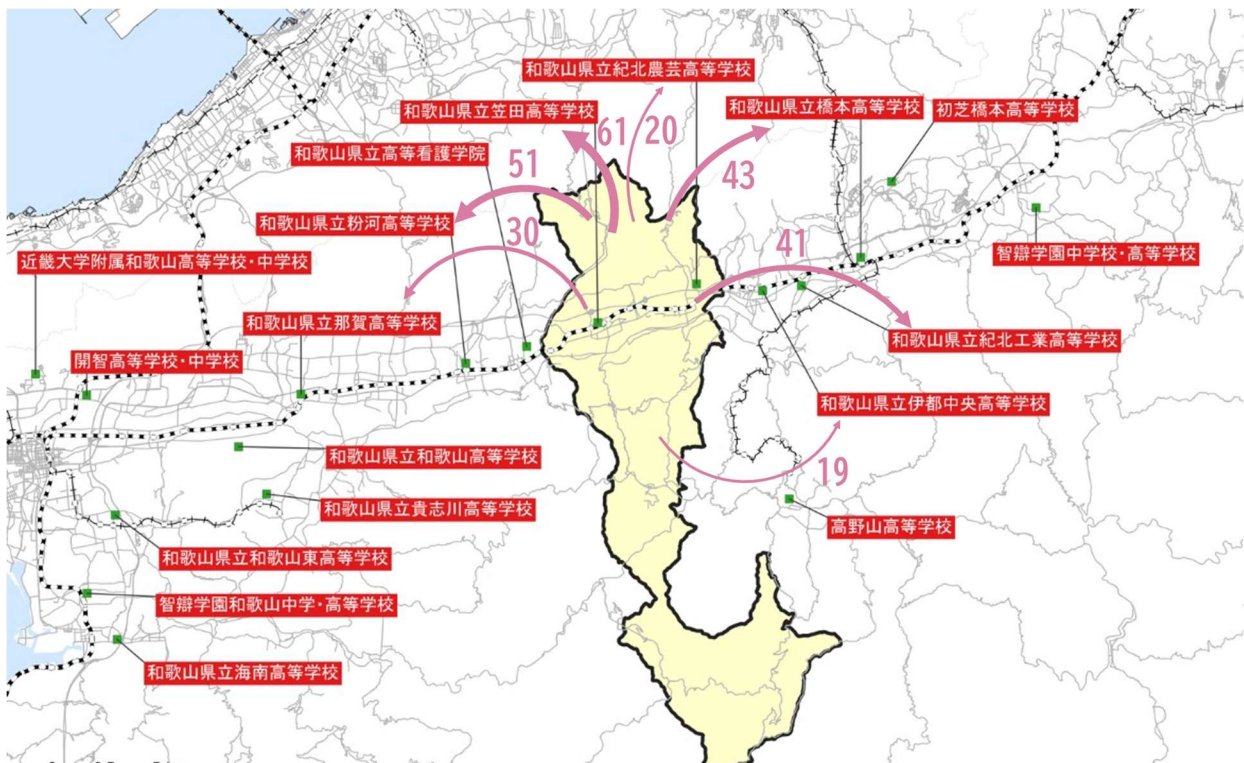 和歌山県立紀北農芸高等学校
和歌山県立笠田高等学校
和歌山県立橋本高等学校
初芝橋本高等学校
61
20
和歌山県立高等看護学院
51
43
和歌山県立粉河高等学校
30
近畿大学附属和歌山高等学校・中学校
41
智辯学園中学校・高等学校
和歌山県立那賀高等学校
和歌山県立紀北工業高等学校
開智高等学校・中学校
和歌山県立伊都中央高等学校
和歌山県立和歌山高等学校
19
和歌山県立貴志川高等学校
高野山高等学校
和歌山県立和歌山東高等学校
智辯学園和歌山中学・高等学校
和歌山県立海南高等学校